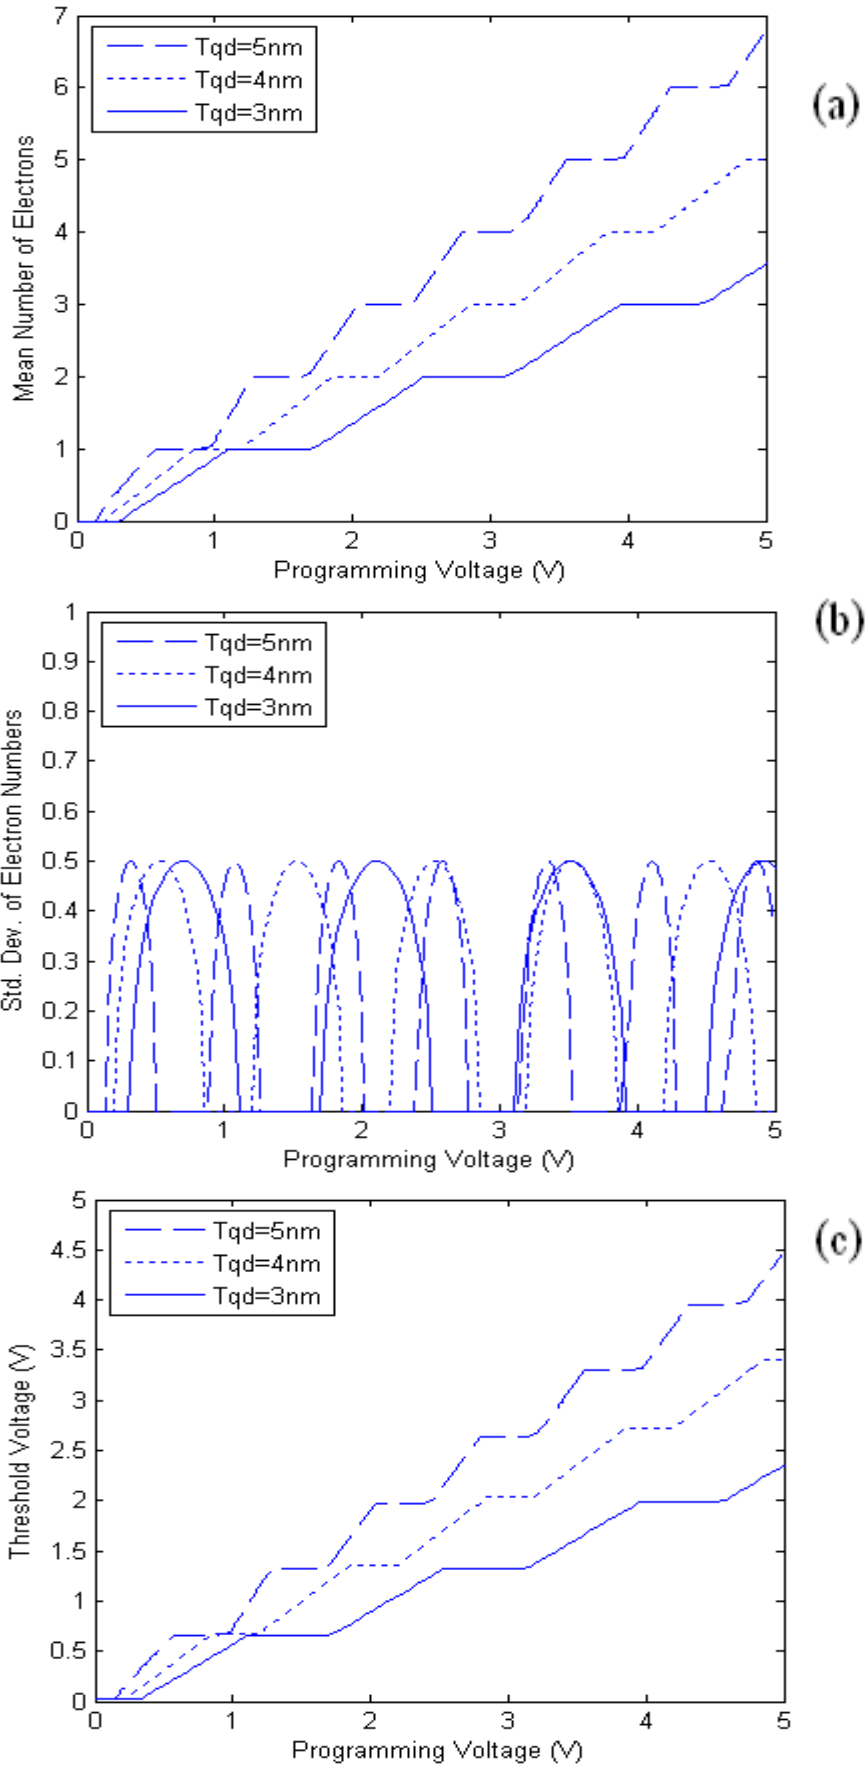 (a)
7
6
5
4
3
2
1
0
Mean Number of Electrons
Tqd=5nm
Tqd=4nm
Tqd=3nm
0 1 2 3 4 5
Programming Voltage (V)
(b)
1
0.9
0.8
0.7
0.6
0.5
0.4
0.3
0.2
0.1
0
Std. Dev. of Electron Numbers
Tqd=5nm
Tqd=4nm
Tqd=3nm
0 1 2 3 4 5
Programming Voltage (V)
(c)
5
4.5
4
3.5
3
2.5
2
1.5
1
0.5
0
Threshold Voltage (V)
Tqd=5nm
Tqd=4nm
Tqd=3nm
0 1 2 3 4 5
Programming Voltage (V)